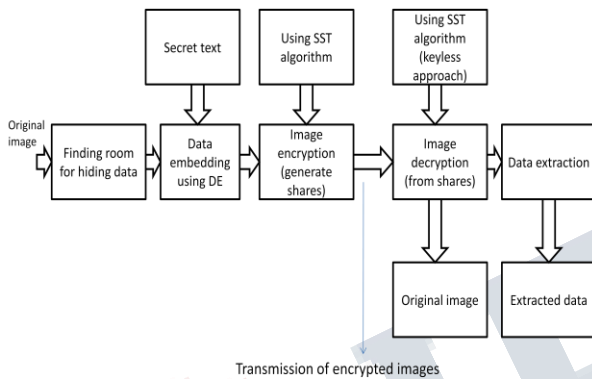 Secret text
Using SST
algorithm
Using SST
algorithm
(keyless
approach)
Original
image
Finding room
for hiding data
Data
embedding
using DE
Image
encryption
(generate
shares)
Image
decryption
(from shares)
Data extraction
Original image
Extracted data
Transmission of encrypted images